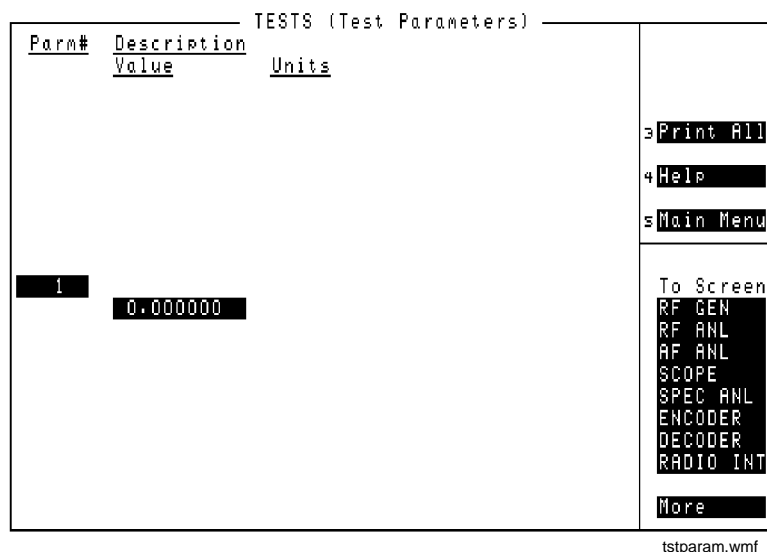 TESTS (Test Parameters)
Parm# Description
Value Units
3 Print All
4 Help
5 Main Menu
1
0.000000
To Screen
RF GEN
RF ANL
AF ANL
SCOPE
SPEC ANL
ENCODER
DECODER
RADIO INT
More
tstparam.wmf